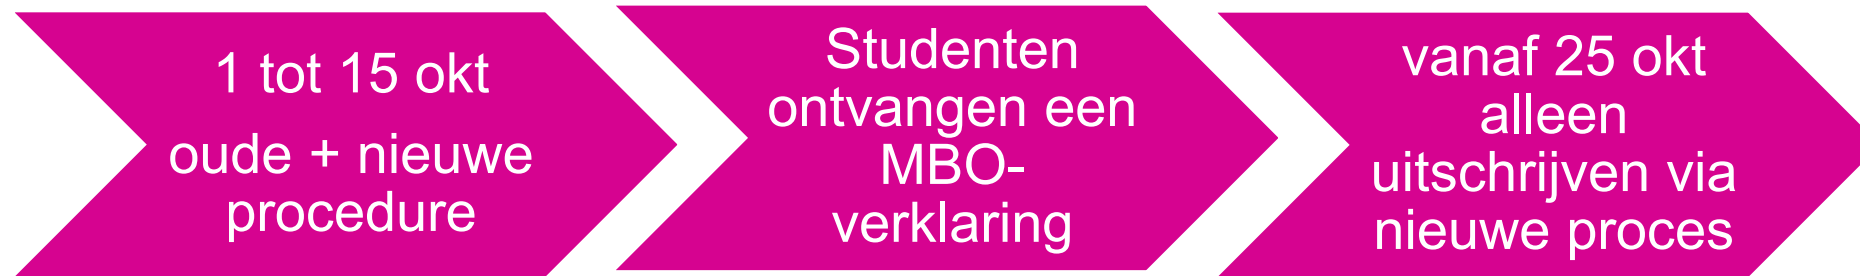 1 tot 15 okt
oude + nieuwe
procedure
Studenten
ontvangen een
MBO-
verklaring
vanaf 25 okt
alleen
uitschrijven via
nieuwe proces